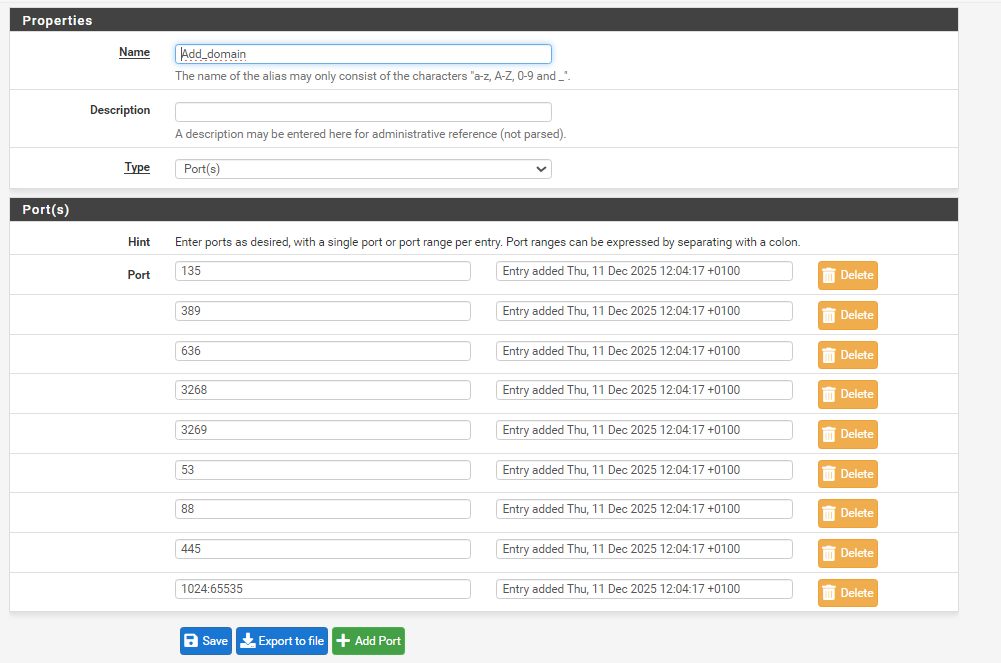 Properties
Name
Add_domain
The name of the alias may only consist of the characters "a-z, A-Z, 0-9 and _".
Description
A description may be entered here for administrative reference (not parsed).
Type
Port(s)
Port(s)
Hint
Enter ports as desired, with a single port or port range per entry. Port ranges can be expressed by separating with a colon.
Port
135 Entry added Thu, 11 Dec 2025 12:04:17 +0100 Delete
389 Entry added Thu, 11 Dec 2025 12:04:17 +0100 Delete
636 Entry added Thu, 11 Dec 2025 12:04:17 +0100 Delete
3268 Entry added Thu, 11 Dec 2025 12:04:17 +0100 Delete
3269 Entry added Thu, 11 Dec 2025 12:04:17 +0100 Delete
53 Entry added Thu, 11 Dec 2025 12:04:17 +0100 Delete
88 Entry added Thu, 11 Dec 2025 12:04:17 +0100 Delete
445 Entry added Thu, 11 Dec 2025 12:04:17 +0100 Delete
1024:65535 Entry added Thu, 11 Dec 2025 12:04:17 +0100 Delete
Save Export to file Add Port